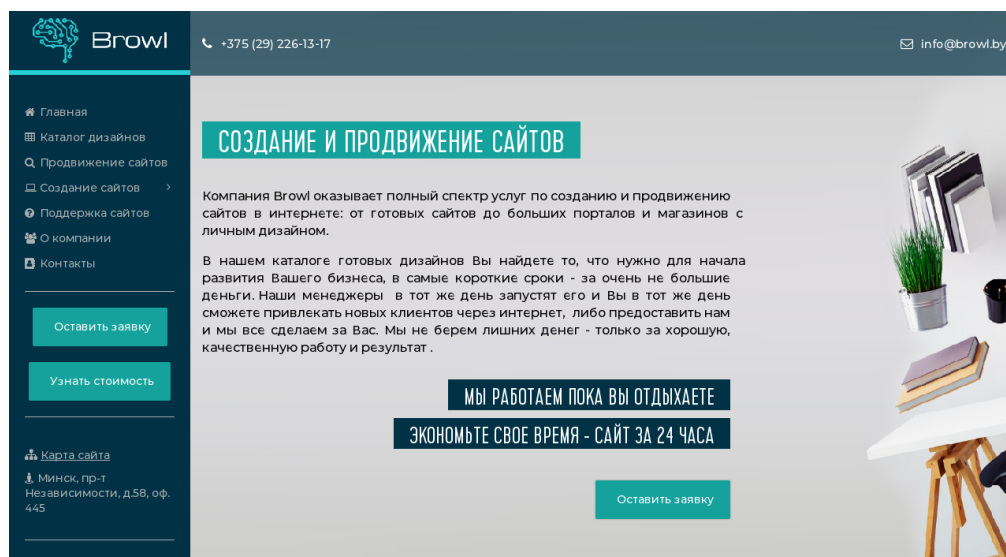 Browl
+375 (29) 226-13-17
info@browl.by
Главная
Каталог дизайнов
Продвижение сайтов
Создание сайтов
Поддержка сайтов
О компании
Контакты
Оставить заявку
Узнать стоимость
Карта сайта
Минск, пр-т
Независимости, д.58, оф.
445
СОЗДАНИЕ И ПРОДВИЖЕНИЕ САЙТОВ
Компания Browl оказывает полный спектр услуг по созданию и продвижению
сайтов в интернете: от готовых сайтов до больших порталов и магазинов с
личным дизайном.
В нашем каталоге готовых дизайнов Вы найдете то, что нужно для начала
развития Вашего бизнеса, в самые короткие сроки - за очень не большие
деньги. Наши менеджеры в тот же день запустят его и Вы в тот же день
сможете привлекать новых клиентов через интернет, либо предоставить нам
и мы все сделаем за Вас. Мы не берем лишних денег - только за хорошую,
качественную работу и результат .
МЫ РАБОТАЕМ ПОКА ВЫ ОТДЫХАЕТЕ
ЭКОНОМЬТЕ СВОЕ ВРЕМЯ - САЙТ ЗА 24 ЧАСА
Оставить заявку